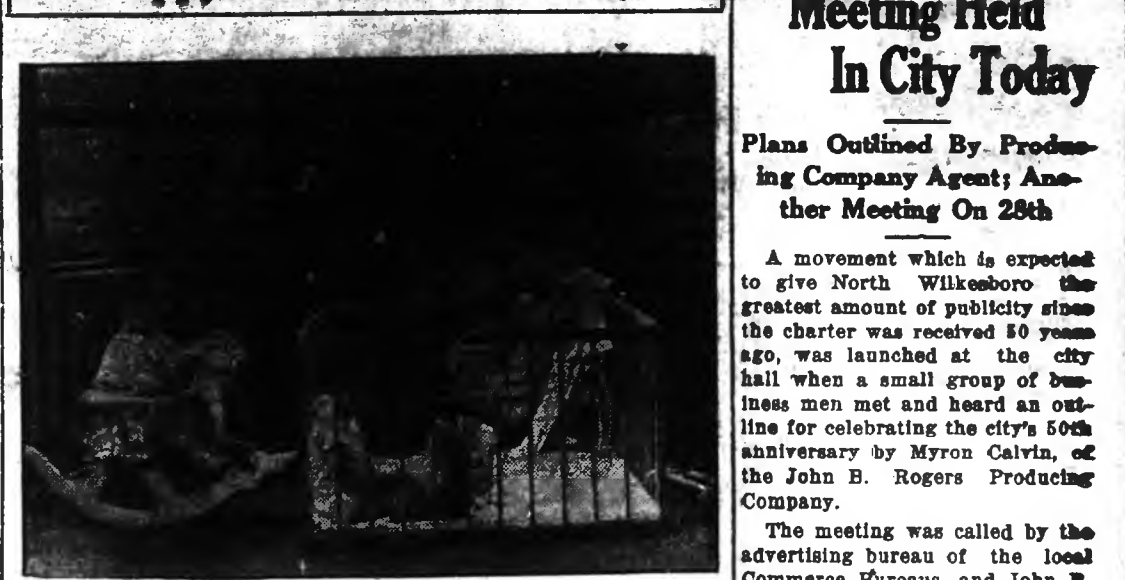 Meeting Held
In City Today
Plans Outlined By Produc-
ing Company Agent; Ano-
ther Meeting On 28th
A movement which is expected
to give North Wilkesboro the
greatest amount of publicity since
the charter was received 50 years
ago, was launched at the city
hall when a small group of bus-
iness men met and heard an out-
line for celebrating the city's 50th
anniversary by Myron Calvin, of
the John B. Rogers Producing
Company.
The meeting was called by the
advertising bureau of the local
Commerce Bureaus, and John